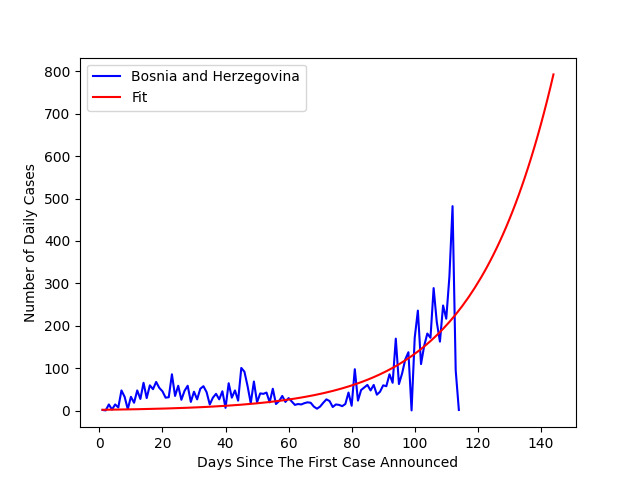 Bosnia and Herzegovina
Fit
Number of Daily Cases
800
700
600
500
400
300
200
100
0
0 20 40 60 80 100 120 140
Days Since The First Case Announced